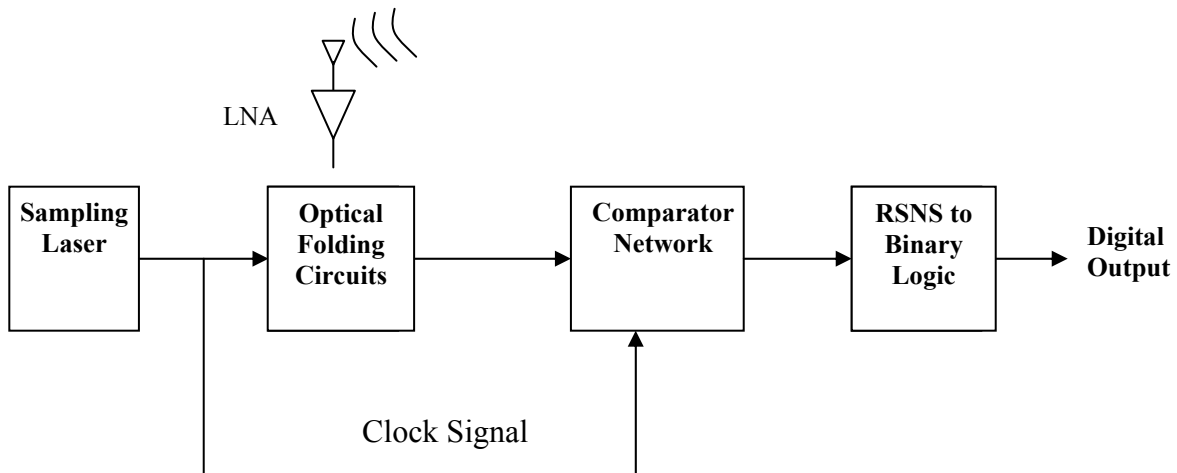 LNA
Sampling
Laser
Optical
Folding
Circuits
Comparator
Network
RSNS to
Binary
Logic
Digital
Output
Clock Signal